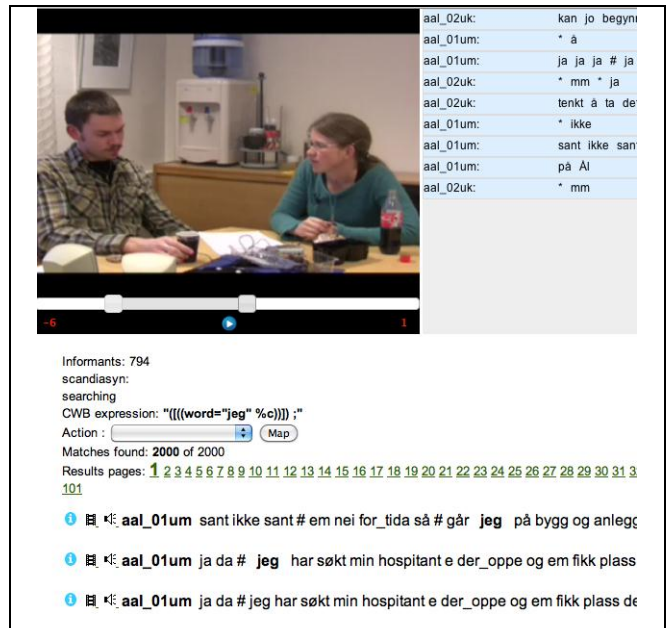 aal_02uk: kan jo begynn
aal_01um: * å
aal_01um: ja ja ja # ja
aal_02uk: * mm * ja
aal_02uk: tenkt å ta de
aal_01um: * ikke
aal_01um: sant ikke san
aal_01um: på Ål
aal_02uk: * mm
-6 1
Informants: 794
scandiasyn:
searching
CWB expression: "([((word="jeg" %c))]) ;"
Action : Map
Matches found: 2000 of 2000
Results pages: 1 2 3 4 5 6 7 8 9 10 11 12 13 14 15 16 17 18 19 20 21 22 23 24 25 26 27 28 29 30 31 3
101
aal_01um sant ikke sant # em nei for_tida så # går jeg på bygg og anlegg
aal_01um ja da # jeg har søkt min hospitant e der_oppe og em fikk plass
aal_01um ja da # jeg har søkt min hospitant e der_oppe og em fikk plass de